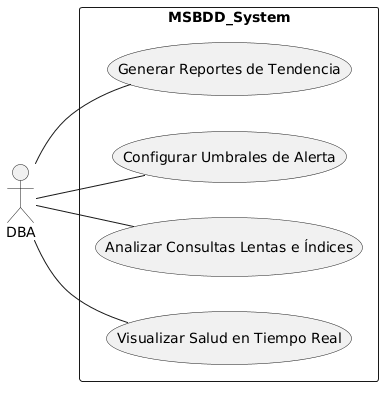 MSBDD_System
Generar Reportes de Tendencia
Configurar Umbrales de Alerta
DBA
Analizar Consultas Lentas e Índices
Visualizar Salud en Tiempo Real